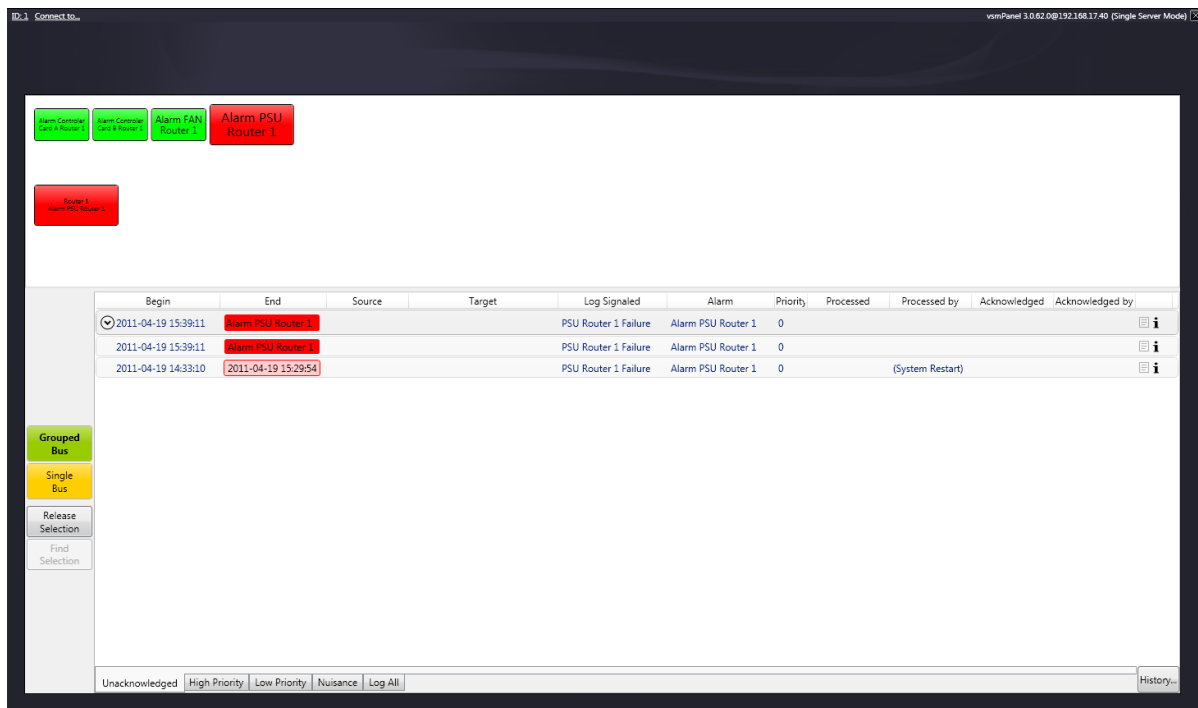 ID: 1 Connect to... vsmPanel 3.0.62.0@192.168.17.40 (Single Server Mode)
Alarm Controler Alarm Controler Alarm FAN Alarm PSU
Card A Router 1 Card B Router 1 Router 1 Router 1
Router 1
Alarm PSU Router 1
Begin End Source Target Log Signaled Alarm Priority Processed Processed by Acknowledged Acknowledged by
2011-04-19 15:39:11 Alarm PSU Router 1 PSU Router 1 Failure Alarm PSU Router 1 0
2011-04-19 15:39:11 Alarm PSU Router 1 PSU Router 1 Failure Alarm PSU Router 1 0
2011-04-19 14:33:10 2011-04-19 15:29:54 PSU Router 1 Failure Alarm PSU Router 1 0 (System Restart)
Grouped
Bus
Single
Bus
Release
Selection
Find
Selection
Unacknowledged High Priority Low Priority Nuisance Log All History...